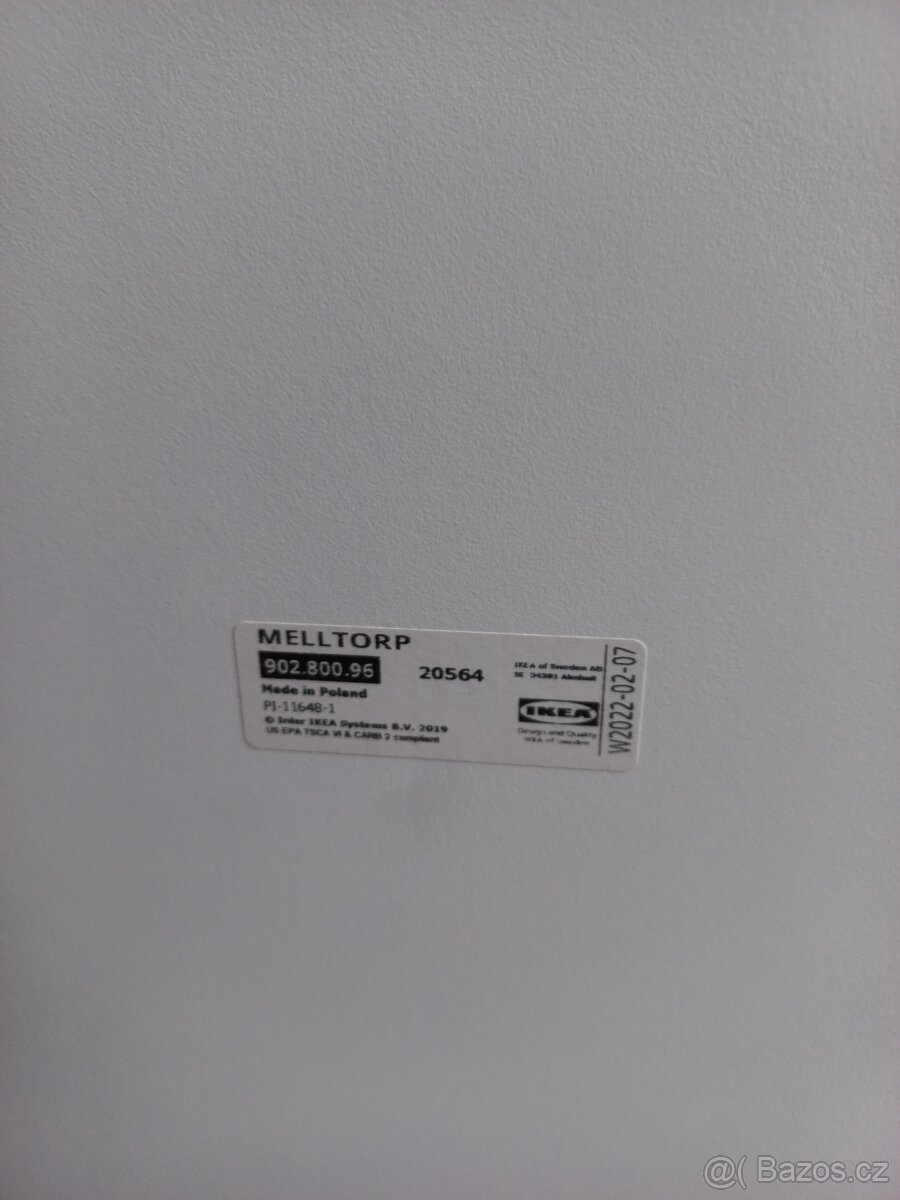 MELLTORP
902.800.96
20564
Made in Poland
PI-11648-1
© Inter IKEA Systems B.V. 2019
US EPA TSCA VI & CARB 2 compliant
IKEA of Sweden AB
SE 34381 Älmhult
IKEA
Design and Quality
IKEA of Sweden
W2022-02-07
@( Bazos.cz